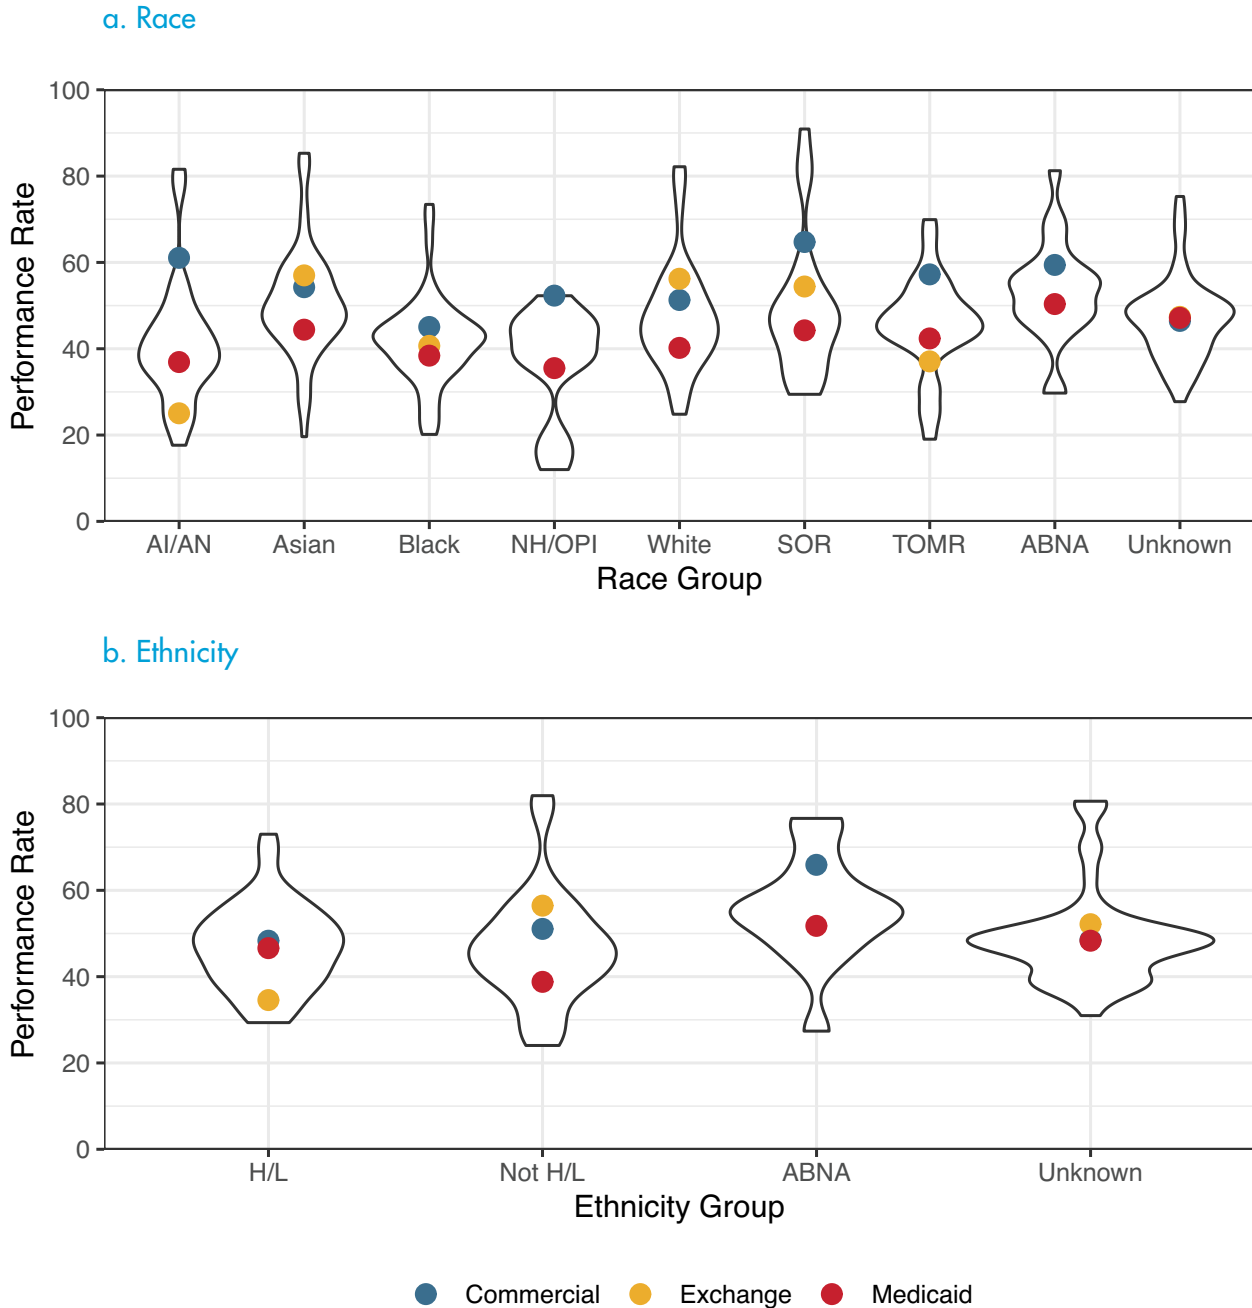 a. Race
100
80
60
40
20
0
Performance Rate
AI/AN Asian Black NH/OPI White SOR TOMR ABNA Unknown
Race Group
b. Ethnicity
100
80
60
40
20
0
Performance Rate
H/L Not H/L ABNA Unknown
Ethnicity Group
Commercial Exchange Medicaid